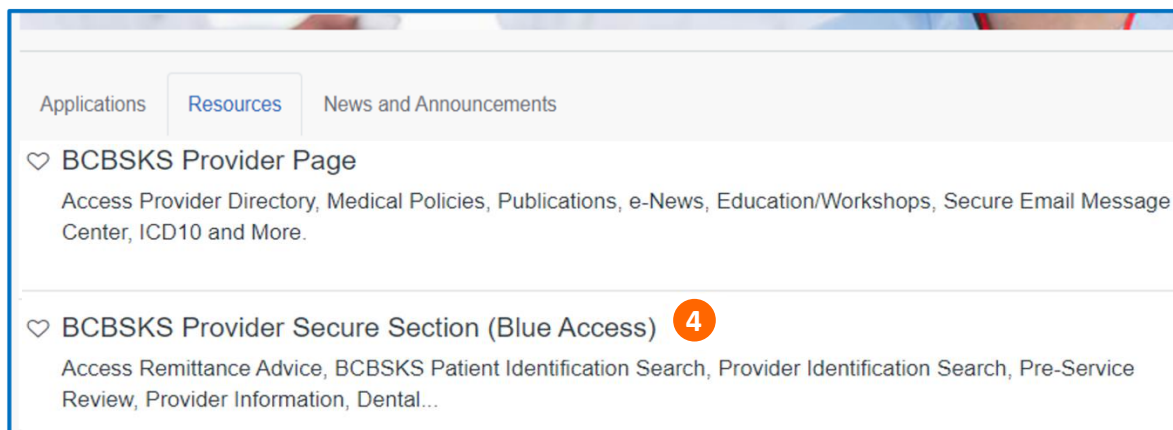 Applications
Resources
News and Announcements
BCBSKS Provider Page
Access Provider Directory, Medical Policies, Publications, e-News, Education/Workshops, Secure Email Message
Center, ICD10 and More.
BCBSKS Provider Secure Section (Blue Access)
4
Access Remittance Advice, BCBSKS Patient Identification Search, Provider Identification Search, Pre-Service
Review, Provider Information, Dental...